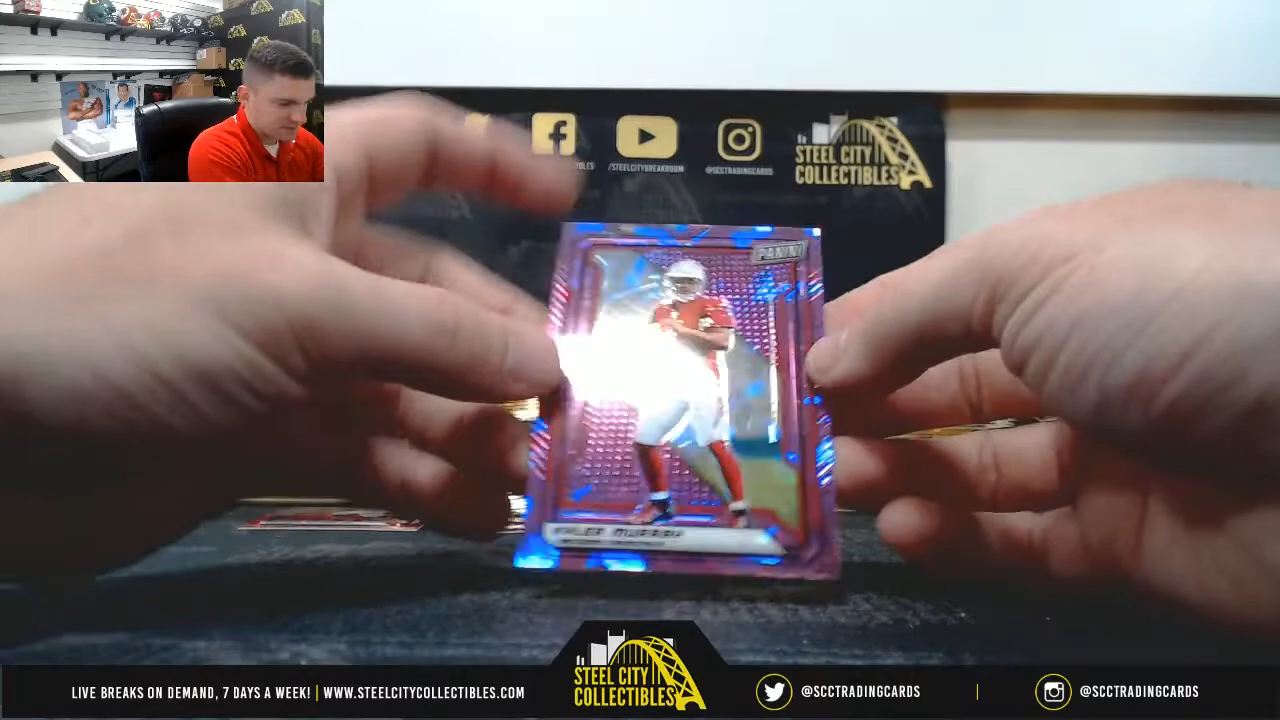 /STEELCITYBREAKROOM
@SCCTRADINGCARDS
STEEL CITY
COLLECTIBLES
PANINI
STEEL CITY
COLLECTIBLES
LIVE BREAKS ON DEMAND, 7 DAYS A WEEK! | WWW.STEELCITYCOLLECTIBLES.COM
@SCCTRADINGCARDS
@SCCTRADINGCARDS